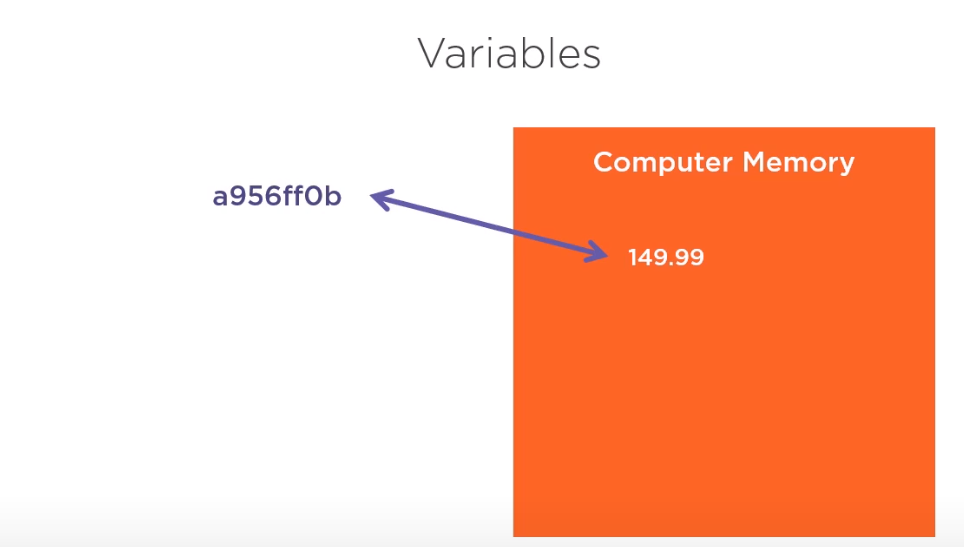 Variables
Computer Memory
a956ff0b
149.99